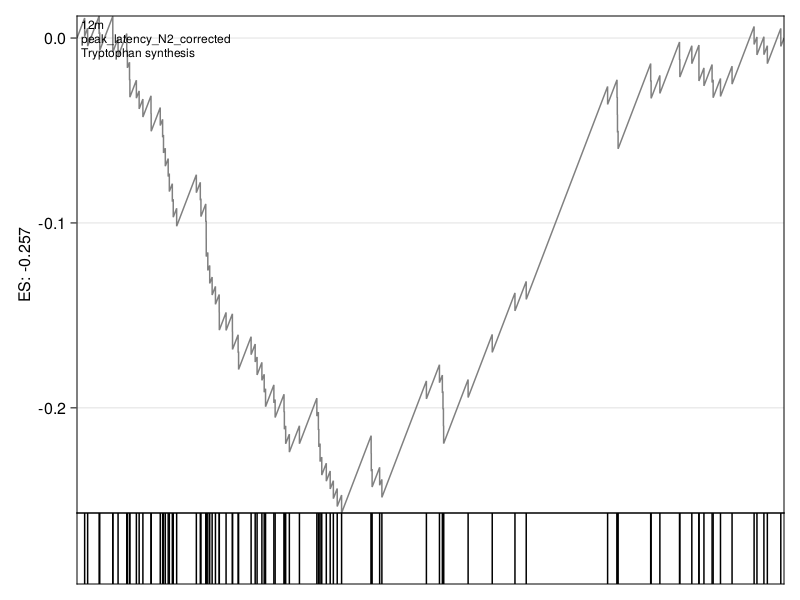 12m
peak_latency_N2_corrected
Tryptophan synthesis
0.0
-0.1
-0.2
ES: -0.257